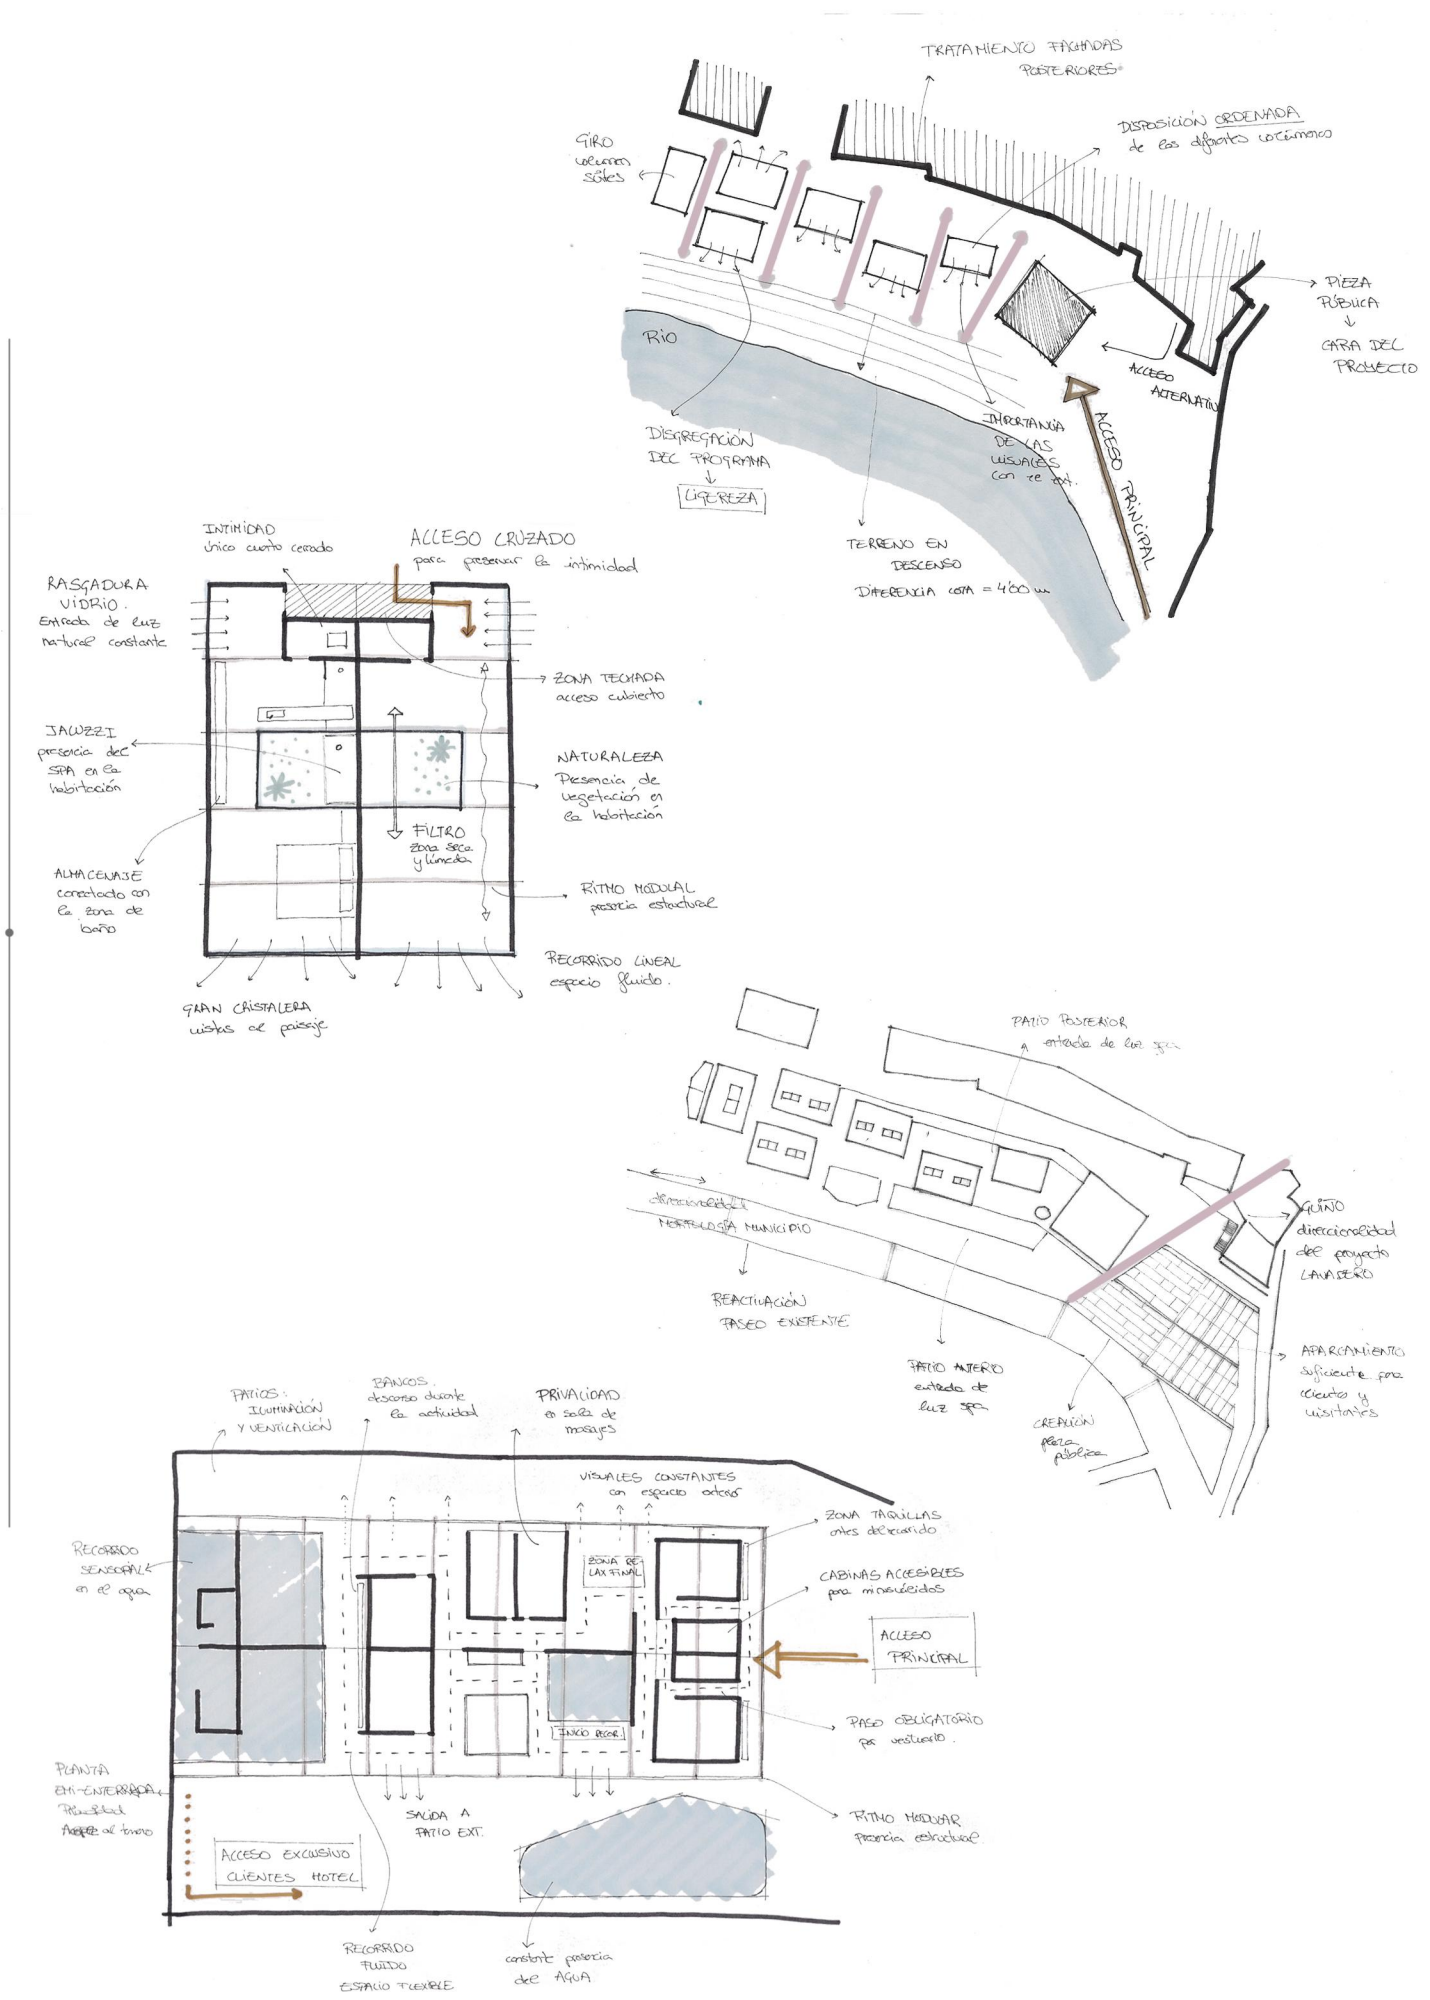 TRATAMIENTO FACHADAS
POSTERIORES
DISPOSICIÓN ORDENADA
de los diferentes volúmenes
GIRO
volumen
suites
PIEZA
PÚBLICA
CARA DEL
PROYECTO
ACCESO
ALTERNATIV
RIO
ACCESO PRINCIPAL
IMPORTANCIA
DE LAS
VISUALES
con el ext.
DISGREGACIÓN
DEL PROGRAMA
LIGEREZA
TERRENO EN
DESCENSO
DIFERENCIA COTA = 4'00 m
INTIMIDAD
único cuarto cerrado
ACCESO CRUZADO
para preservar la intimidad
RASGADURA
VIDRIO.
Entrada de luz
natural constante
ZONA TECHADA
acceso cubierto
JACUZZI
presencia del
SPA en la
habitación
NATURALEZA
Presencia de
vegetación en
la habitación
FILTRO
zona seca
y húmeda
ALMACENAJE
conectado con
la zona de
baño
RITMO MODULAL
presencia estructural
RECORRIDO LINEAL
espacio fluido.
GRAN CRISTALERA
vistas al paisaje
PATIO POSTERIOR
entrada de luz spa
direccionalidad
MORFOLOGÍA MUNICIPIO
GUIÑO
direccionalidad
del proyecto
LAVADERO
REACTIVACIÓN
PASEO EXISTENTE
PATIO ANTERIO
entrada de
luz spa
APARCAMIENTO
suficiente para
clientes y
visitantes
CREACIÓN
plaza
pública
PATIOS:
ILUMINACIÓN
Y VENTILACIÓN
BANCOS.
descanso durante
la actividad
PRIVALIDAD
en sala de
masajes
VISUALES CONSTANTES
con espacio exterior
ZONA TAQUILLAS
antes del recorrido
RECORRIDO
SENSORIAL
en el agua
ZONA RE-
LAX FINAL
CABINAS ACCESIBLES
para minusválidos
ACCESO
PRINCIPAL
INICIO RECOR.
PASO OBLIGATORIO
por vestuario.
PLANTA
EMI-ENTERRADA
al terreno
SALIDA A
PATIO EXT.
RITMO MODULAR
presencia estructural
ACCESO EXCLUSIVO
CLIENTES HOTEL
RECORRIDO
FLUIDO
ESPACIO FLEXIBLE
constante presencia
del AGUA